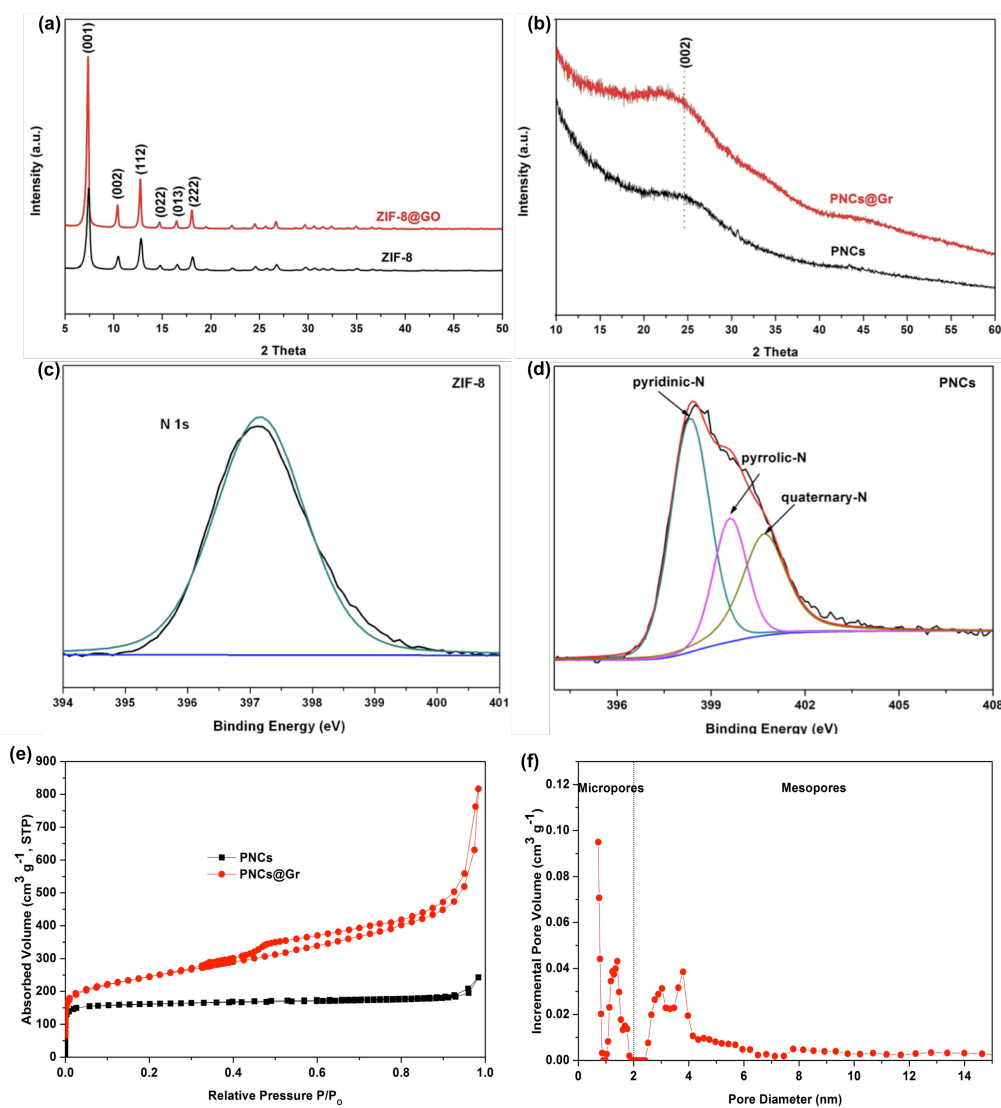 (a)
(001)
(002)
(112)
(022)
(013)
(222)
ZIF-8@GO
ZIF-8
Intensity (a.u.)
5 10 15 20 25 30 35 40 45 50
2 Theta
(b)
(002)
PNCs@Gr
PNCs
Intensity (a.u.)
10 15 20 25 30 35 40 45 50 55 60
2 Theta
(c)
ZIF-8
N 1s
394 395 396 397 398 399 400 401
Binding Energy (eV)
(d)
PNCs
pyridinic-N
pyrrolic-N
quaternary-N
396 399 402 405 408
Binding Energy (eV)
(e)
900
800
700
600
500
400
300
200
100
0
Absorbed Volume (cm³ g⁻¹, STP)
PNCs
PNCs@Gr
0.0 0.2 0.4 0.6 0.8 1.0
Relative Pressure P/P₀
(f)
0.12
0.10
0.08
0.06
0.04
0.02
0.00
Incremental Pore Volume (cm³ g⁻¹)
Micropores
Mesopores
0 2 4 6 8 10 12 14
Pore Diameter (nm)